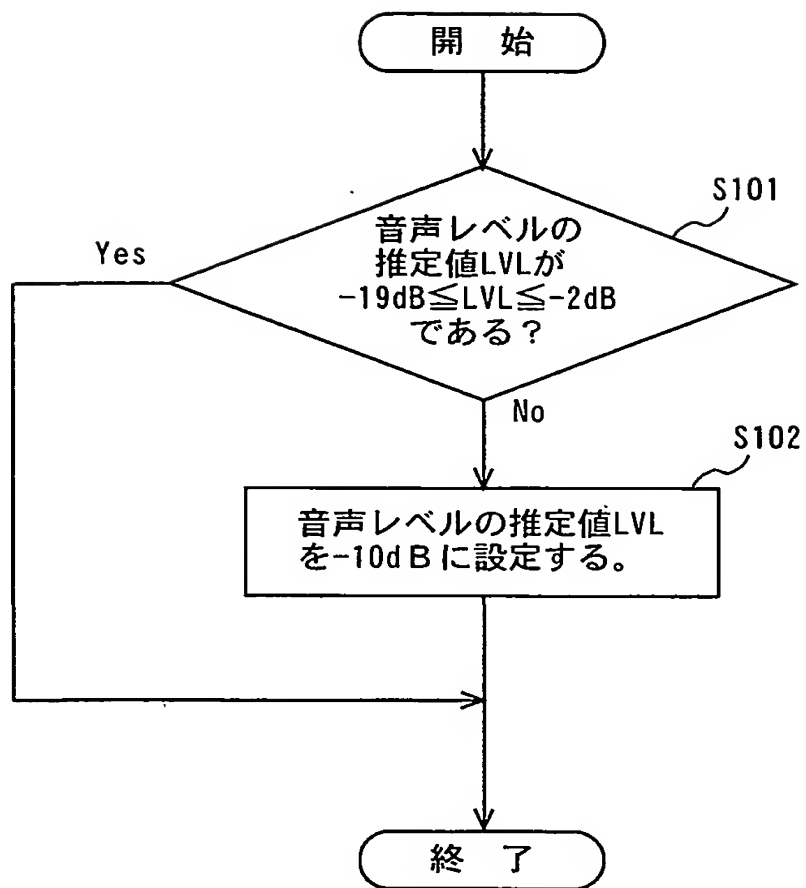 開 始
S101
音声レベルの
推定値LVLが
-19dB≦LVL≦-2dB
である？
Yes
No
S102
音声レベルの推定値LVL
を-10dBに設定する。
終 了